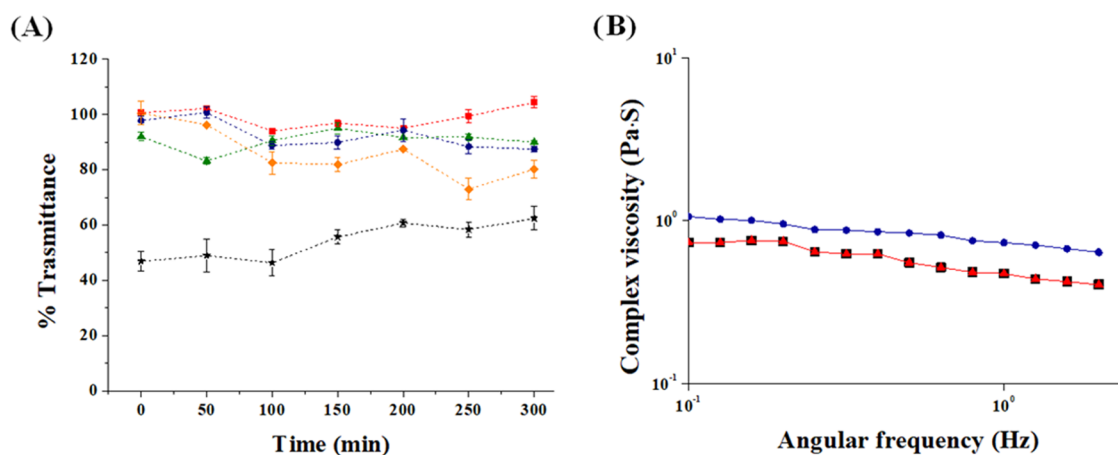 (A)
% Trasmittance
120
100
80
60
40
20
0
0 50 100 150 200 250 300
Time (min)
(B)
Complex viscosity (Pa·S)
10¹
10⁰
10⁻¹
10⁻¹ 10⁰
Angular frequency (Hz)